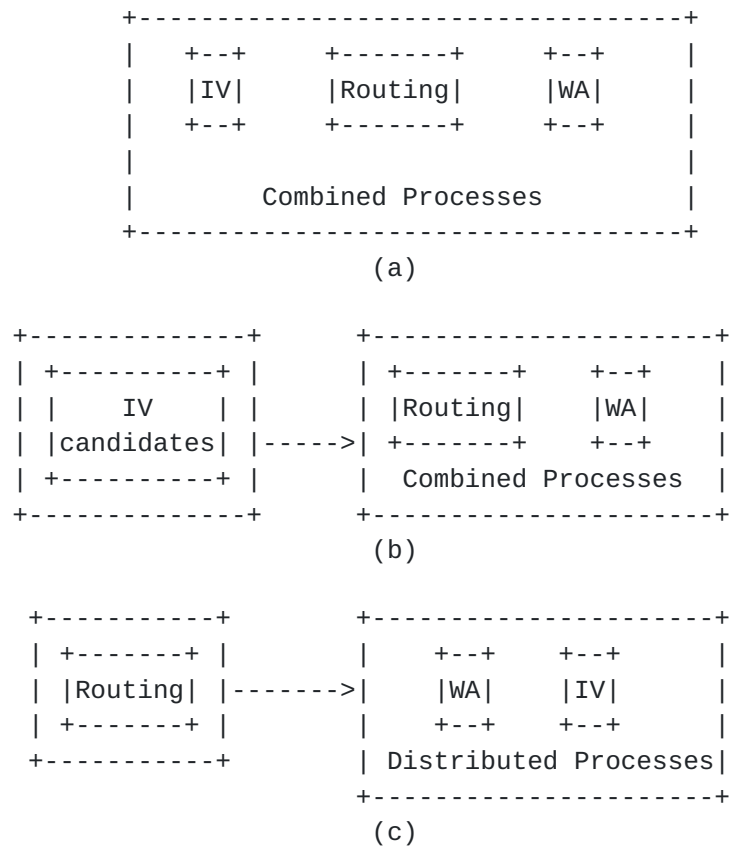 IV Routing WA
Combined Processes
(a)
IV Routing WA
candidates
Combined Processes
(b)
WA IV
Routing
Distributed Processes
(c)